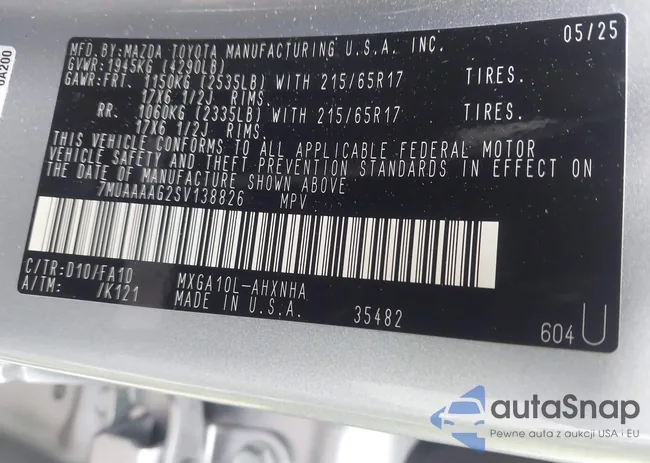 0A200
MFD.BY:MAZDA TOYOTA MANUFACTURING U.S.A. INC. 05/25
GVWR:1945KG (4290LB)
GAWR:FRT. 1150KG (2535LB) WITH 215/65R17 TIRES.
17X6 1/2J RIMS.
RR. 1060KG (2335LB) WITH 215/65R17 TIRES.
17X6 1/2J RIMS.
THIS VEHICLE CONFORMS TO ALL APPLICABLE FEDERAL MOTOR
VEHICLE SAFETY AND THEFT PREVENTION STANDARDS IN EFFECT ON
THE DATE OF MANUFACTURE SHOWN ABOVE
7MUAAAAG2SV138826 MPV
C/TR:D10/FA10 MXGA10L-AHXNHA
A/TM: /K121 MADE IN U.S.A. 35482
604 U
autaSnap
Pewne auta z aukcji USA i EU